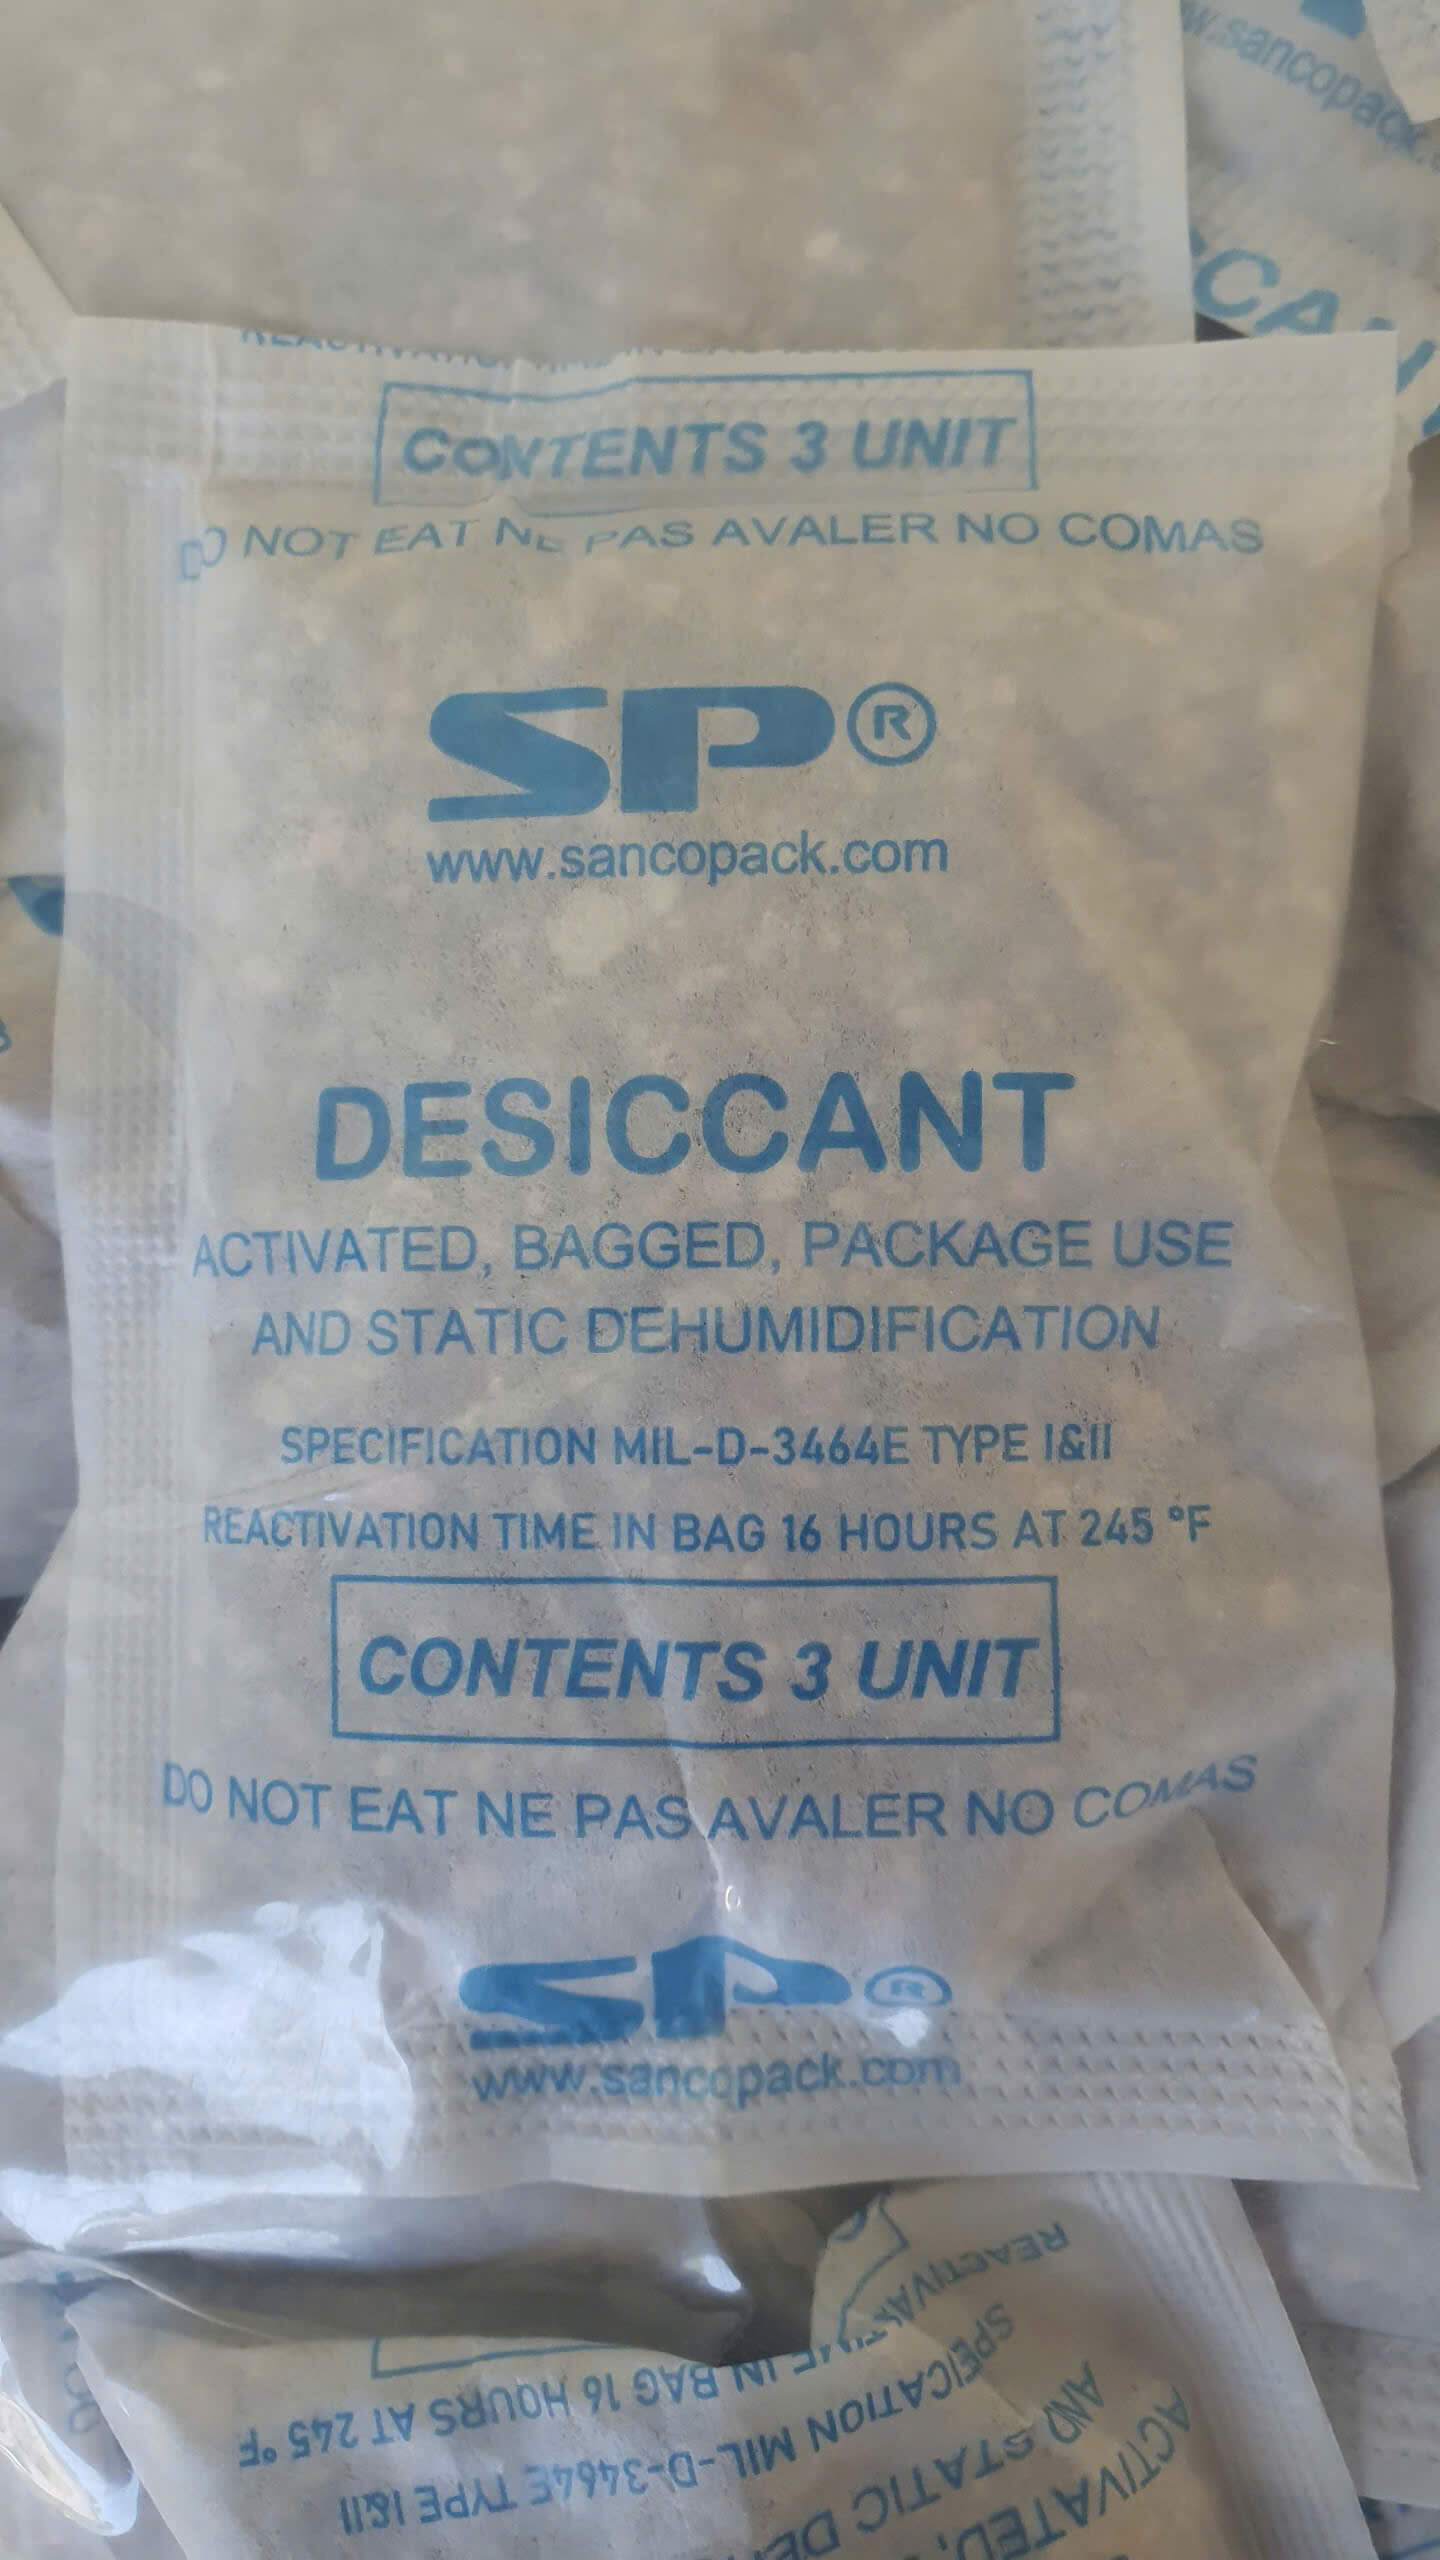 www.sancopack.
CONTENTS 3 UNIT
DO NOT EAT NE PAS AVALER NO COMAS
SP®
www.sancopack.com
DESICCANT
ACTIVATED, BAGGED, PACKAGE USE
AND STATIC DEHUMIDIFICATION
SPECIFICATION MIL-D-3464E TYPE I&II
REACTIVATION TIME IN BAG 16 HOURS AT 245 °F
CONTENTS 3 UNIT
DO NOT EAT NE PAS AVALER NO COMAS
SP®
www.sancopack.com
REACTIVA
REACTIVATION TIME IN BAG 16 HOURS AT 245 °F
MIL-D-3464E TYPE I&II
AND STATIC
ACTIVATED,